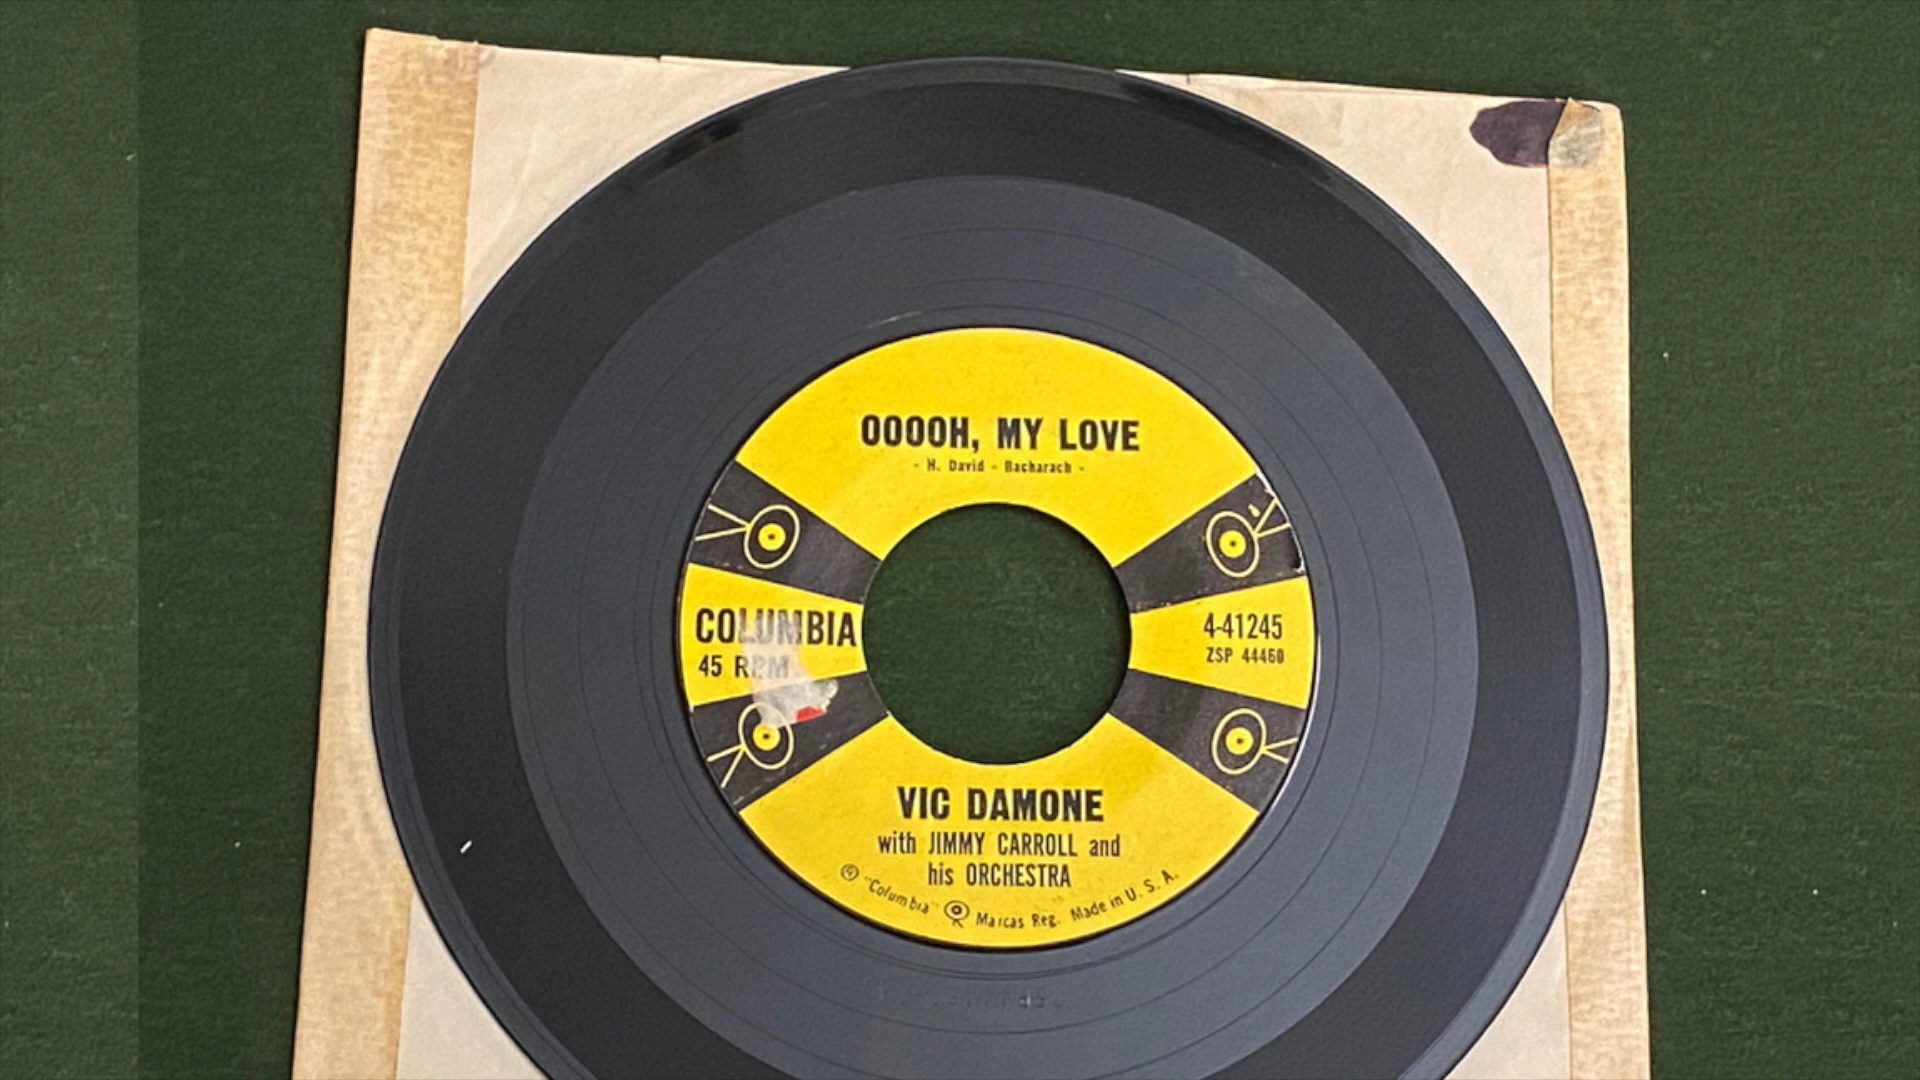 OOOOH, MY LOVE
- H. David - Bacharach -
COLUMBIA
45 RPM
4-41245
ZSP 44460
VIC DAMONE
with JIMMY CARROLL and
his ORCHESTRA
Ⓡ "Columbia" Marcas Reg. Made in U. S. A.